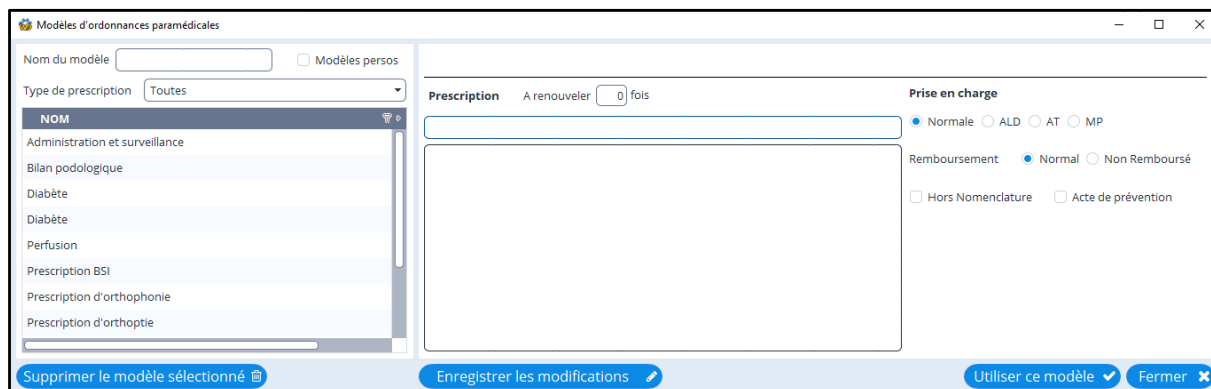 Modèles d'ordonnances paramédicales
Nom du modèle
Modèles persos
Type de prescription Toutes
NOM
Administration et surveillance
Bilan podologique
Diabète
Diabète
Perfusion
Prescription BSI
Prescription d'orthophonie
Prescription d'orthoptie
Supprimer le modèle sélectionné
Prescription A renouveler 0 fois
Enregistrer les modifications
Prise en charge
Normale ALD AT MP
Remboursement Normal Non Remboursé
Hors Nomenclature Acte de prévention
Utiliser ce modèle
Fermer